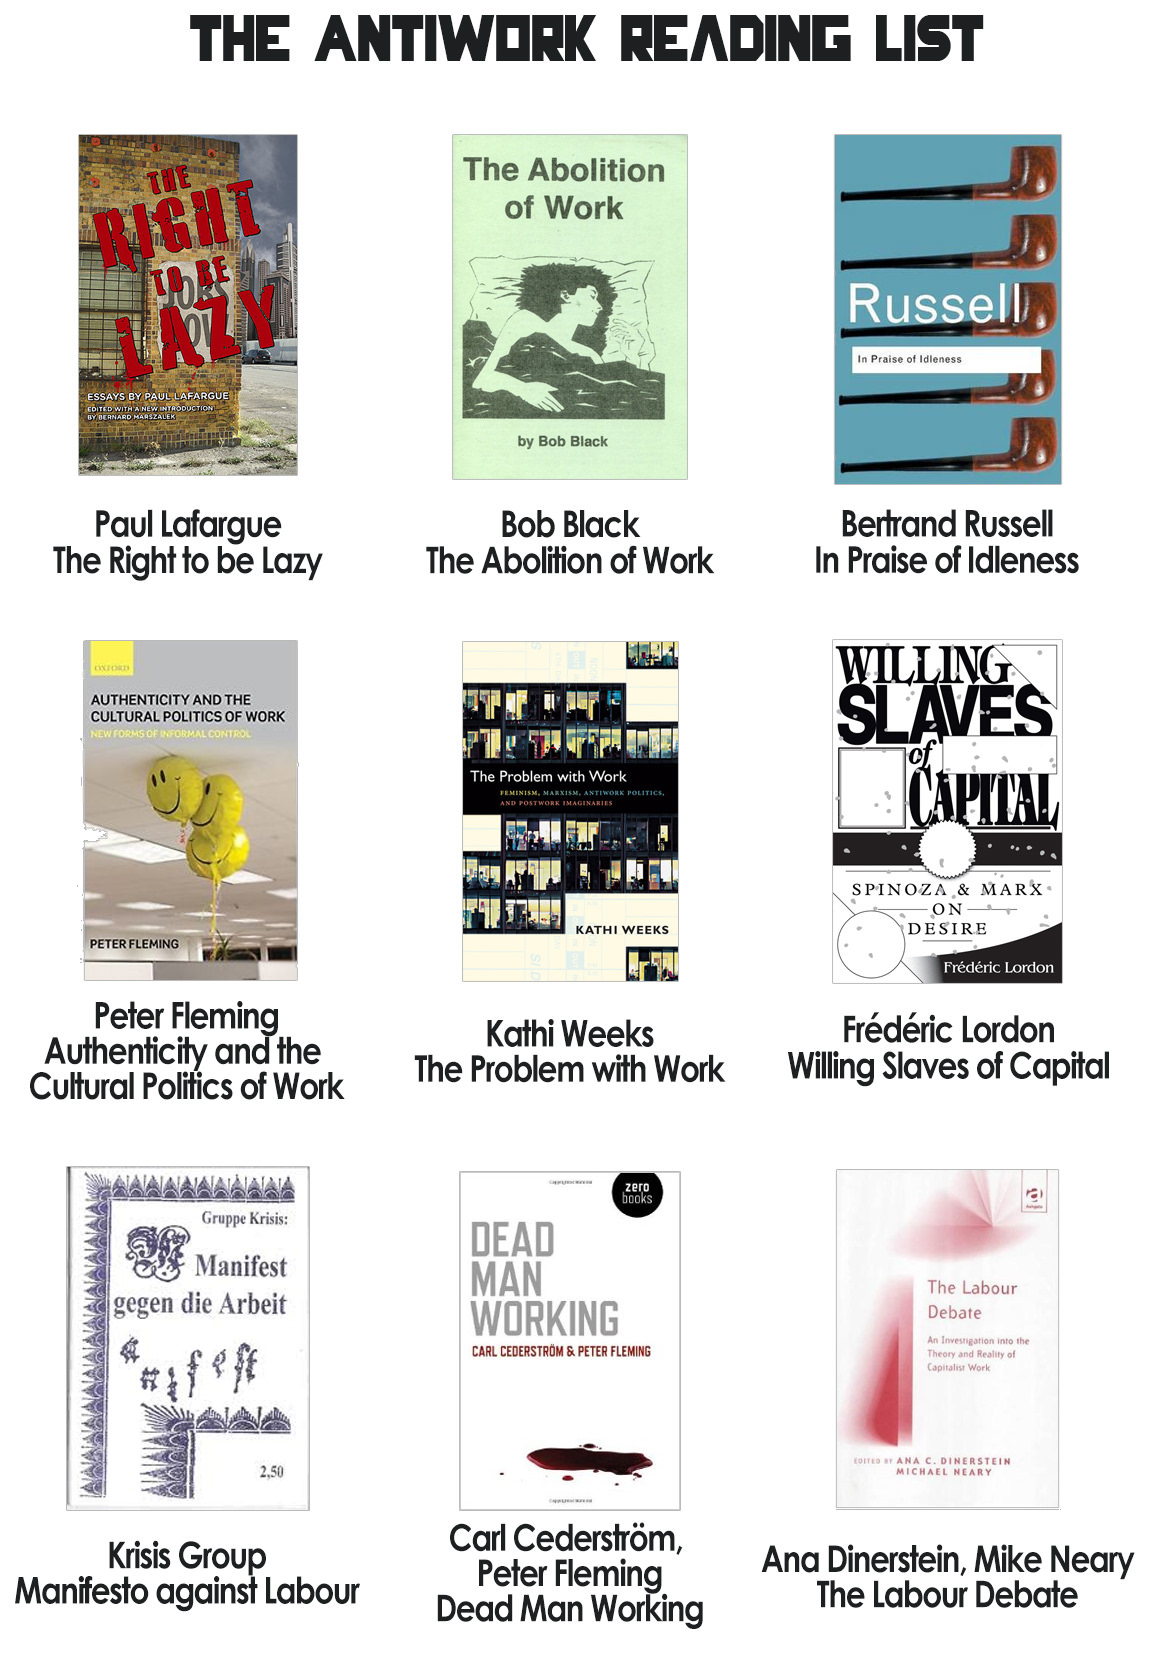 THE ANTIWORK READING LIST
THE
RIGHT
TO BE
LAZY
JOBS
ESSAYS BY PAUL LAFARGUE
EDITED WITH A NEW INTRODUCTION
BY BERNARD MARSZALEK
Paul Lafargue
The Right to be Lazy
The Abolition
of Work
by Bob Black
Bob Black
The Abolition of Work
Russell
In Praise of Idleness
Bertrand Russell
In Praise of Idleness
OXFORD
AUTHENTICITY AND THE
CULTURAL POLITICS OF WORK
NEW FORMS OF INFORMAL CONTROL
PETER FLEMING
Peter Fleming
Authenticity and the
Cultural Politics of Work
The Problem with Work
FEMINISM, MARXISM, ANTIWORK POLITICS,
AND POSTWORK IMAGINARIES
KATHI WEEKS
Kathi Weeks
The Problem with Work
WILLING
SLAVES
of
CAPITAL
SPINOZA & MARX
ON
DESIRE
Frédéric Lordon
Frédéric Lordon
Willing Slaves of Capital
Gruppe Krisis:
Manifest
gegen die Arbeit
2,50
Krisis Group
Manifesto against Labour
Copyrighted Material
zero
books
DEAD
MAN
WORKING
CARL CEDERSTRÖM & PETER FLEMING
Copyrighted Material
Carl Cederström,
Peter Fleming
Dead Man Working
a
Ashgate
The Labour
Debate
An Investigation into the
Theory and Reality of
Capitalist Work
EDITED BY ANA C. DINERSTEIN
MICHAEL NEARY
Ana Dinerstein, Mike Neary
The Labour Debate